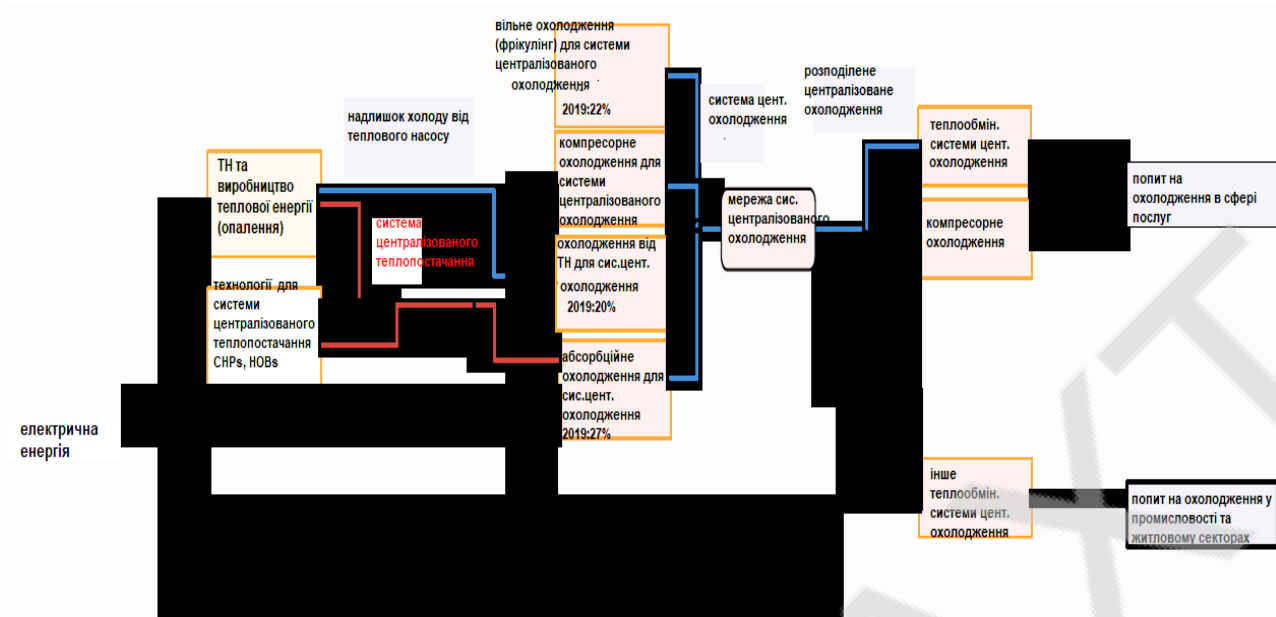 вільне охолодження
(фрікулінг) для системи
централізованого
охолодження
2019:22%
надлишок холоду від
теплового насосу
система цент.
охолодження
розподілене
централізоване
охолодження
ТН та
виробництво
теплової енергії
(опалення)
система
централізованого
теплопостачання
компресорне
охолодження для
системи
централізованого
охолодження
мережа сис.
централізованого
охолодження
теплообмін.
системи цент.
охолодження
компресорне
охолодження
попит на
охолодження в сфері
послуг
технології для
системи
централізованого
теплопостачання
CHPs, HOBs
охолодження від
ТН для сис.цент.
охолодження
2019:20%
абсорбційне
охолодження для
сис.цент.
охолодження
2019:27%
електрична
енергія
інше
теплообмін.
системи цент.
охолодження
попит на охолодження у
промисловості та
житловому секторах